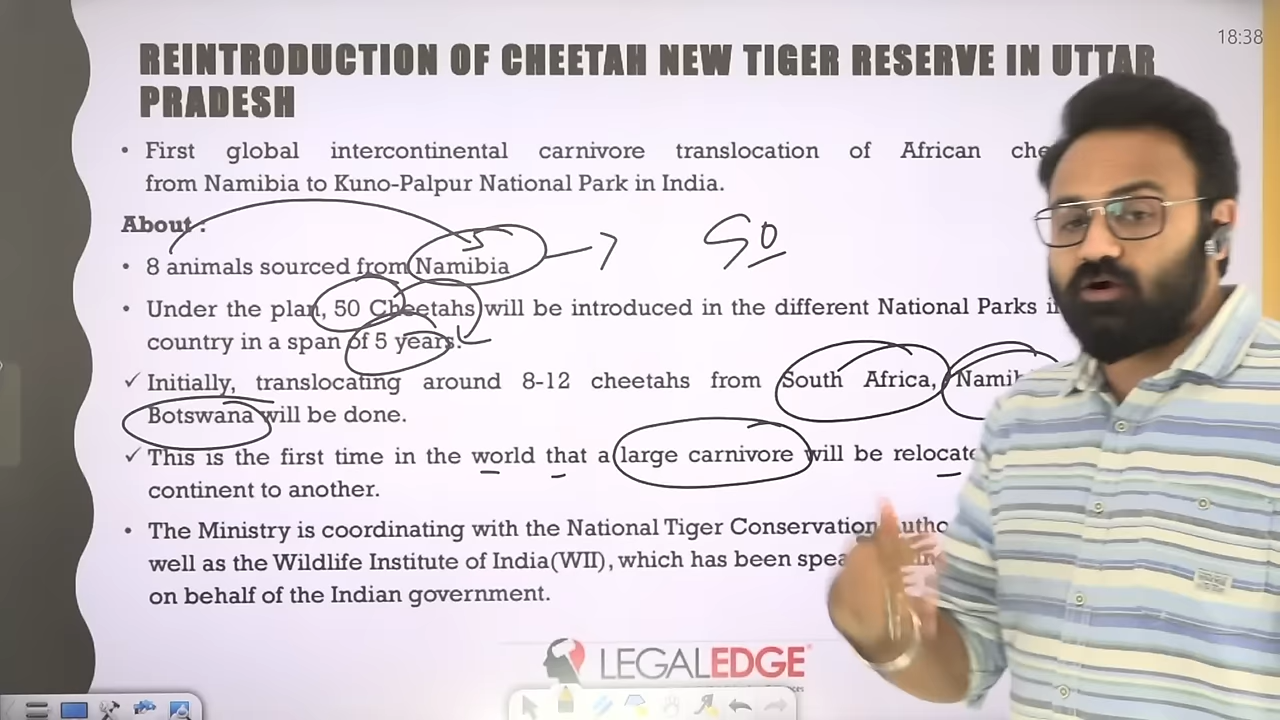 18:38
REINTRODUCTION OF CHEETAH NEW TIGER RESERVE IN UTTAR
PRADESH
• First global intercontinental carnivore translocation of African
from Namibia to Kuno-Palpur National Park in India.
About :
• 8 animals sourced from Namibia
50
• Under the plan, 50 Cheetahs will be introduced in the different National Parks
country in a span of 5 years.
✓ Initially, translocating around 8-12 cheetahs from South Africa,
Botswana will be done.
✓ This is the first time in the world that a large carnivore will be
continent to another.
• The Ministry is coordinating with the National Tiger Conservation
well as the Wildlife Institute of India(WII), which has been
on behalf of the Indian government.
LEGALEDGE